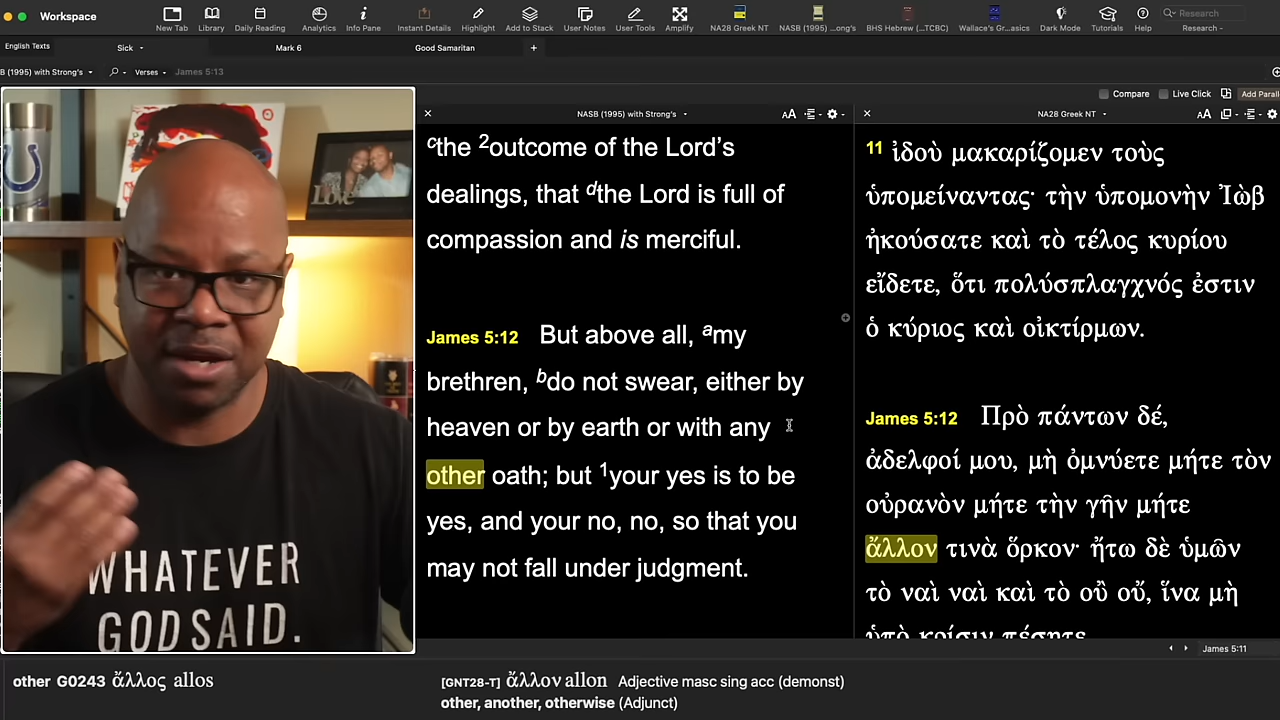 Workspace
New Tab
Library
Daily Reading
Analytics
Info Pane
Instant Details
Highlight
Add to Stack
User Notes
User Tools
Amplify
NA28 Greek NT
NASB (1995) ...ong's
BHS Hebrew (...TCBC)
Wallace's Gr...asics
Dark Mode
Tutorials
Help
Research
Research
English Texts
Sick
Mark 6
Good Samaritan
+
B (1995) with Strong's
Verses
James 5:13
Compare
Live Click
Add Parall
NASB (1995) with Strong's
AA
cthe 2outcome of the Lord's
dealings, that dthe Lord is full of
compassion and is merciful.
James 5:12 But above all, amy
brethren, bdo not swear, either by
heaven or by earth or with any
other oath; but 1your yes is to be
yes, and your no, no, so that you
may not fall under judgment.
NA28 Greek NT
AA
11 ἰδοὺ μακαρίζομεν τοὺς
ὑπομείναντας· τὴν ὑπομονὴν Ἰὼβ
ἠκούσατε καὶ τὸ τέλος κυρίου
εἴδετε, ὅτι πολύσπλαγχνός ἐστιν
ὁ κύριος καὶ οἰκτίρμων.
James 5:12 Πρὸ πάντων δέ,
ἀδελφοί μου, μὴ ὀμνύετε μήτε τὸν
οὐρανὸν μήτε τὴν γῆν μήτε
ἄλλον τινὰ ὅρκον· ἤτω δὲ ὑμῶν
τὸ ναὶ ναὶ καὶ τὸ οὒ οὔ, ἵνα μὴ
ὑπὸ κρίσιν πέσητε
James 5:11
Love
WHATEVER
GOD SAID.
other G0243 ἄλλος allos
[GNT28-T] ἄλλον allon Adjective masc sing acc (demonst)
other, another, otherwise (Adjunct)